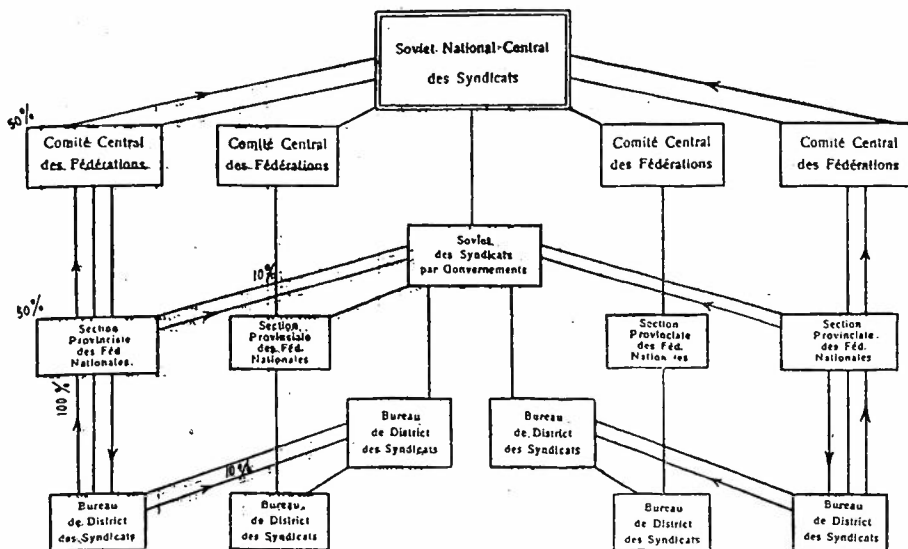 Soviet National-Central
des Syndicats
50%
Comité Central
des Fédérations
Comité Central
des Fédérations
Comité Central
des Fédérations
Comité Central
des Fédérations
Soviet
des Syndicats
par Gouvernements
10%
50%
Section
Provinciale
des Féd.
Nationales.
Section
Provinciale
des Féd.
Nationales
Section
Provinciale
des Féd.
Nationales
Section
Provinciale
des Féd.
Nationales
100%
Bureau
de District
des Syndicats
Bureau
de District
des Syndicats
10%
Bureau
de District
des Syndicats
Bureau
de District
des Syndicats
Bureau
de District
des Syndicats
Bureau
de District
des Syndicats